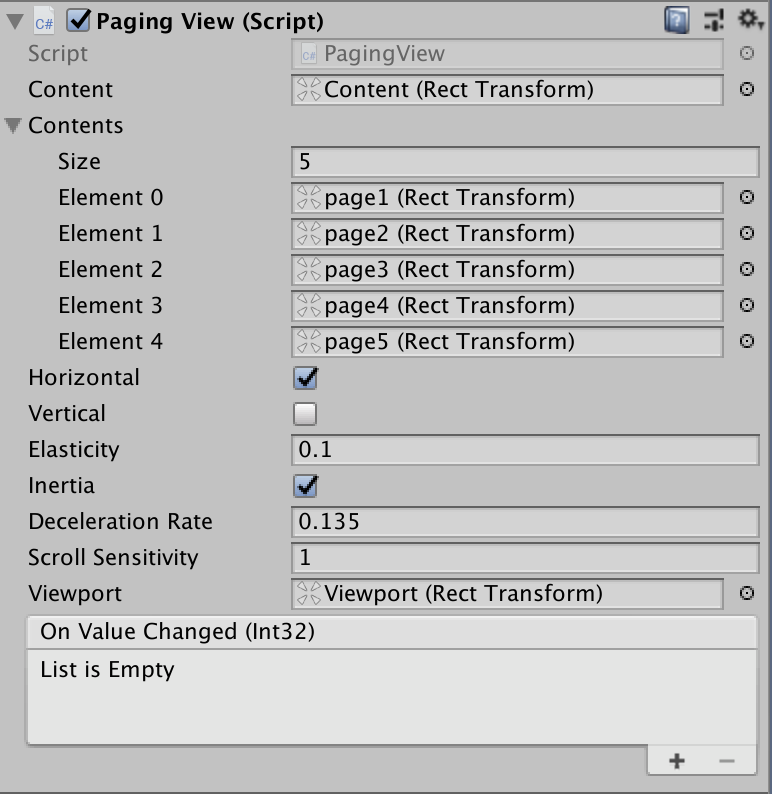 C# Paging View (Script)
Script C# PagingView
Content Content (Rect Transform)
Contents
Size 5
Element 0 page1 (Rect Transform)
Element 1 page2 (Rect Transform)
Element 2 page3 (Rect Transform)
Element 3 page4 (Rect Transform)
Element 4 page5 (Rect Transform)
Horizontal
Vertical
Elasticity 0.1
Inertia
Deceleration Rate 0.135
Scroll Sensitivity 1
Viewport Viewport (Rect Transform)
On Value Changed (Int32)
List is Empty